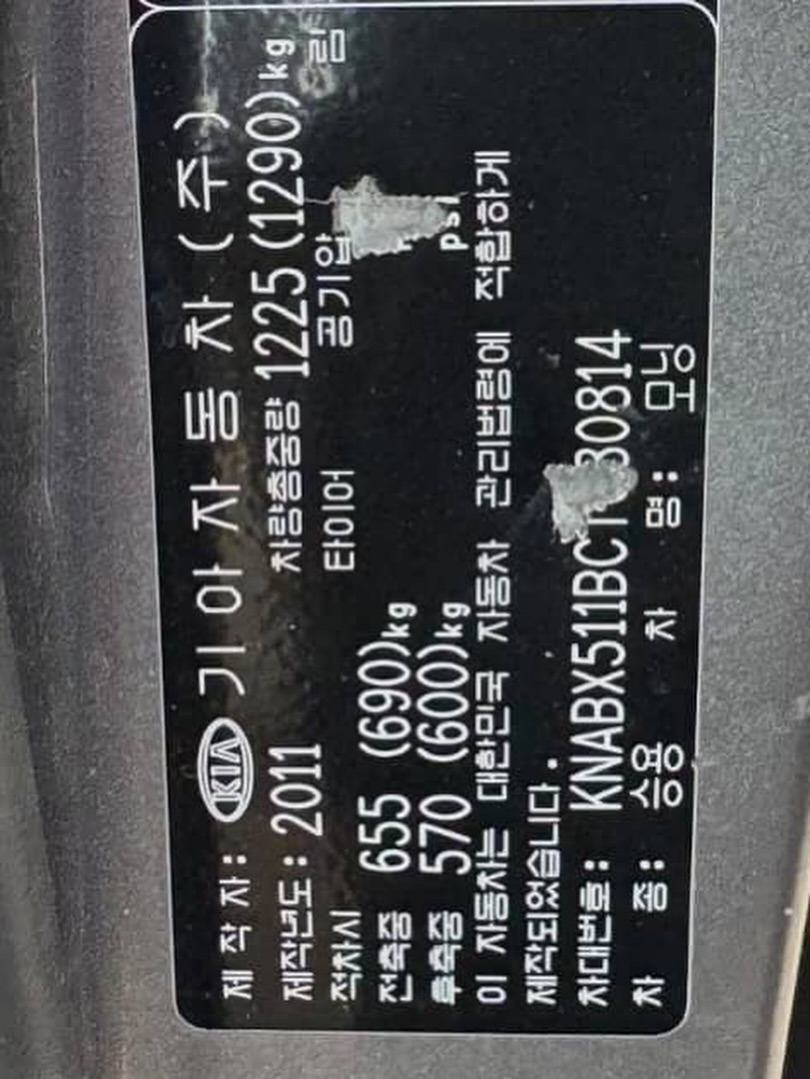 제 작 자 : KIA 기 아 자 동 차 ( 주 )
제작년도 : 2011 차량총중량 1225 (1290)kg
적차시 타이어 공기압 림
전축중 655 (690)kg
후축중 570 (600)kg psi
이 자동차는 대한민국 자동차 관리법령에 적합하게
제작되었습니다.
차대번호 :
차 종 : 승용 차 명 : 모닝